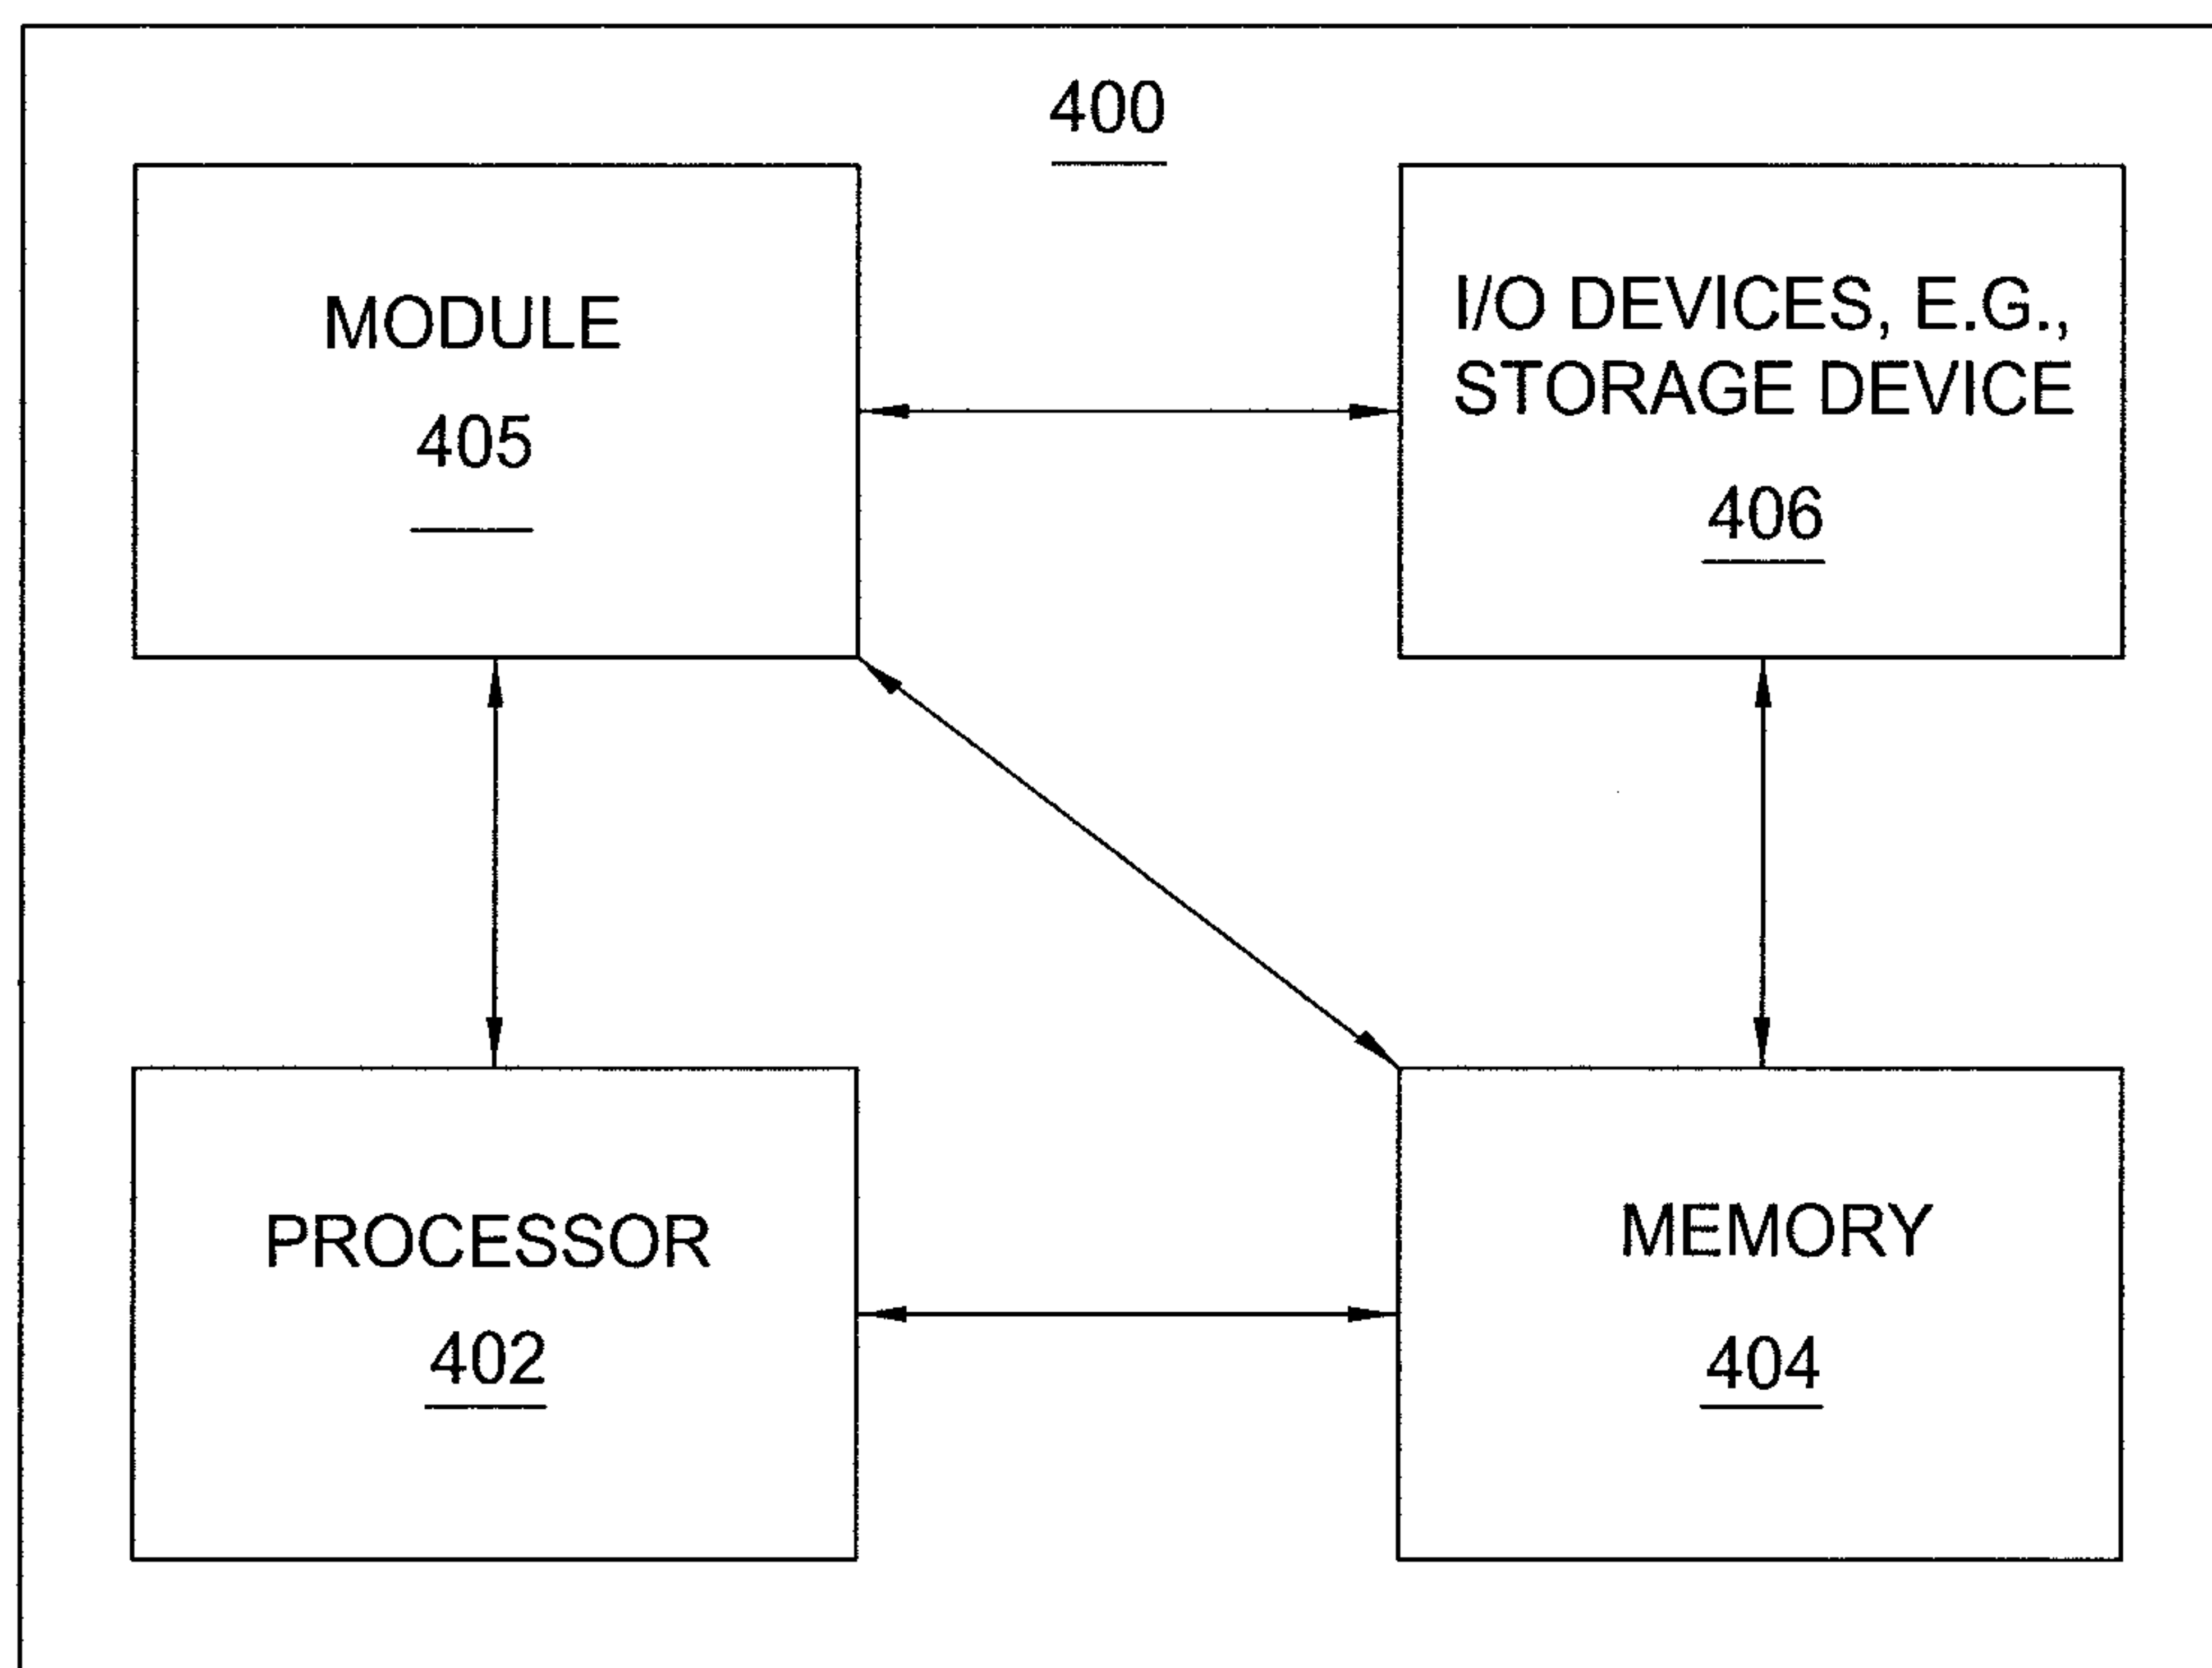 400
MODULE
405
I/O DEVICES, E.G.,
STORAGE DEVICE
406
PROCESSOR
402
MEMORY
404